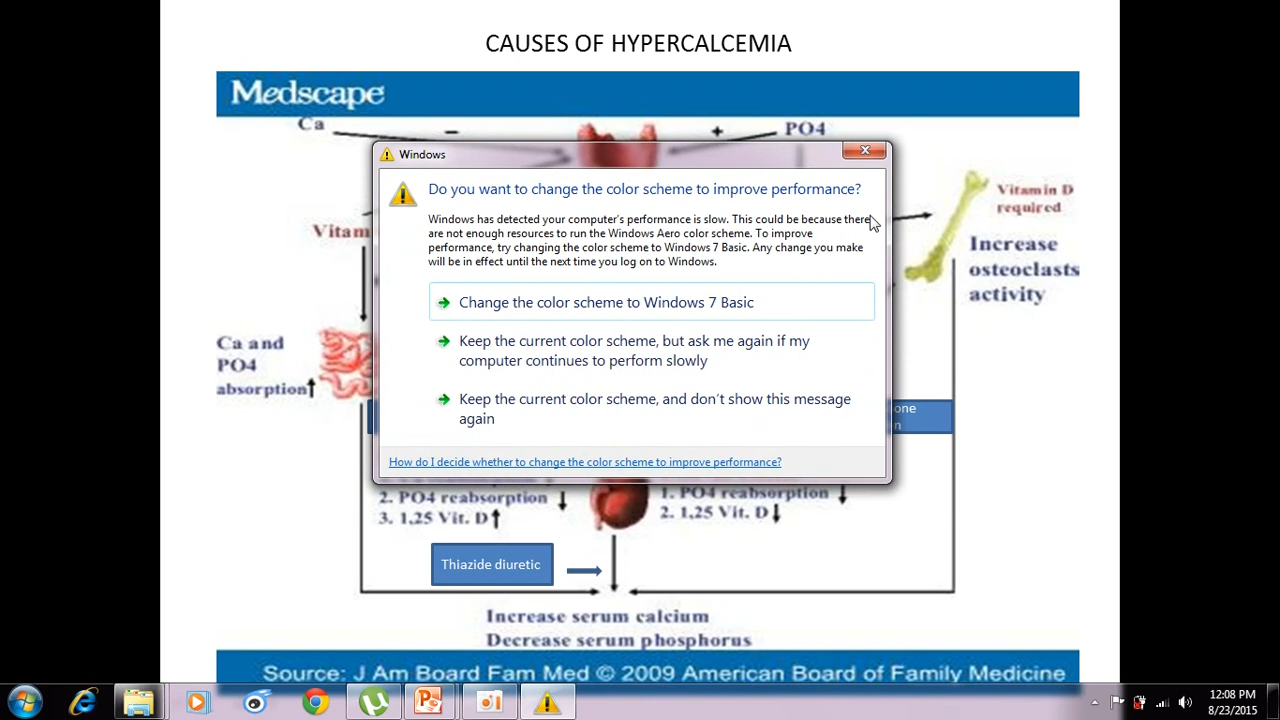 CAUSES OF HYPERCALCEMIA
Medscape
Ca
−
+
PO4
Windows
Do you want to change the color scheme to improve performance?
Windows has detected your computer's performance is slow. This could be because there
are not enough resources to run the Windows Aero color scheme. To improve
performance, try changing the color scheme to Windows 7 Basic. Any change you make
will be in effect until the next time you log on to Windows.
Change the color scheme to Windows 7 Basic
Keep the current color scheme, but ask me again if my
computer continues to perform slowly
Keep the current color scheme, and don't show this message
again
How do I decide whether to change the color scheme to improve performance?
Vitamin D
required
Increase
osteoclasts
activity
Ca and
PO4
absorption
2. PO4 reabsorption
3. 1,25 Vit. D
1. PO4 reabsorption
2. 1,25 Vit. D
Thiazide diuretic
Increase serum calcium
Decrease serum phosphorus
Source: J Am Board Fam Med © 2009 American Board of Family Medicine
12:08 PM
8/23/2015